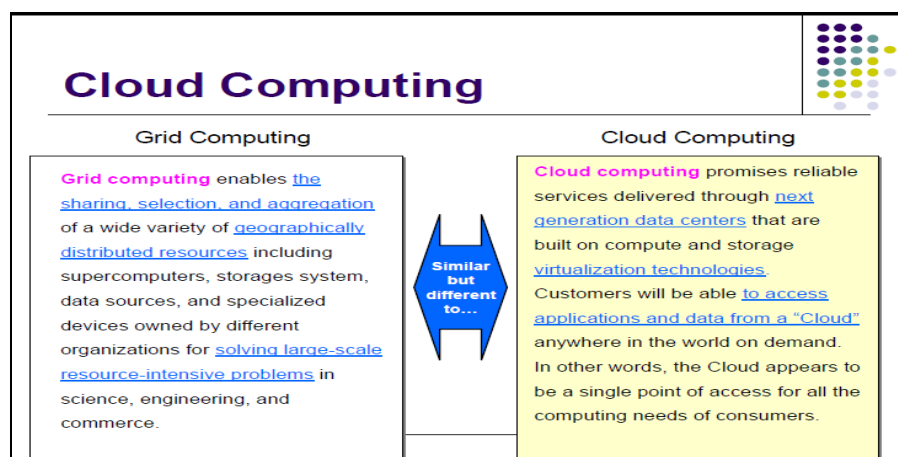 Cloud Computing
Grid Computing
Grid computing enables the
sharing, selection, and aggregation
of a wide variety of geographically
distributed resources including
supercomputers, storages system,
data sources, and specialized
devices owned by different
organizations for solving large-scale
resource-intensive problems in
science, engineering, and
commerce.
Similar
but
different
to...
Cloud Computing
Cloud computing promises reliable
services delivered through next
generation data centers that are
built on compute and storage
virtualization technologies.
Customers will be able to access
applications and data from a “Cloud”
anywhere in the world on demand.
In other words, the Cloud appears to
be a single point of access for all the
computing needs of consumers.